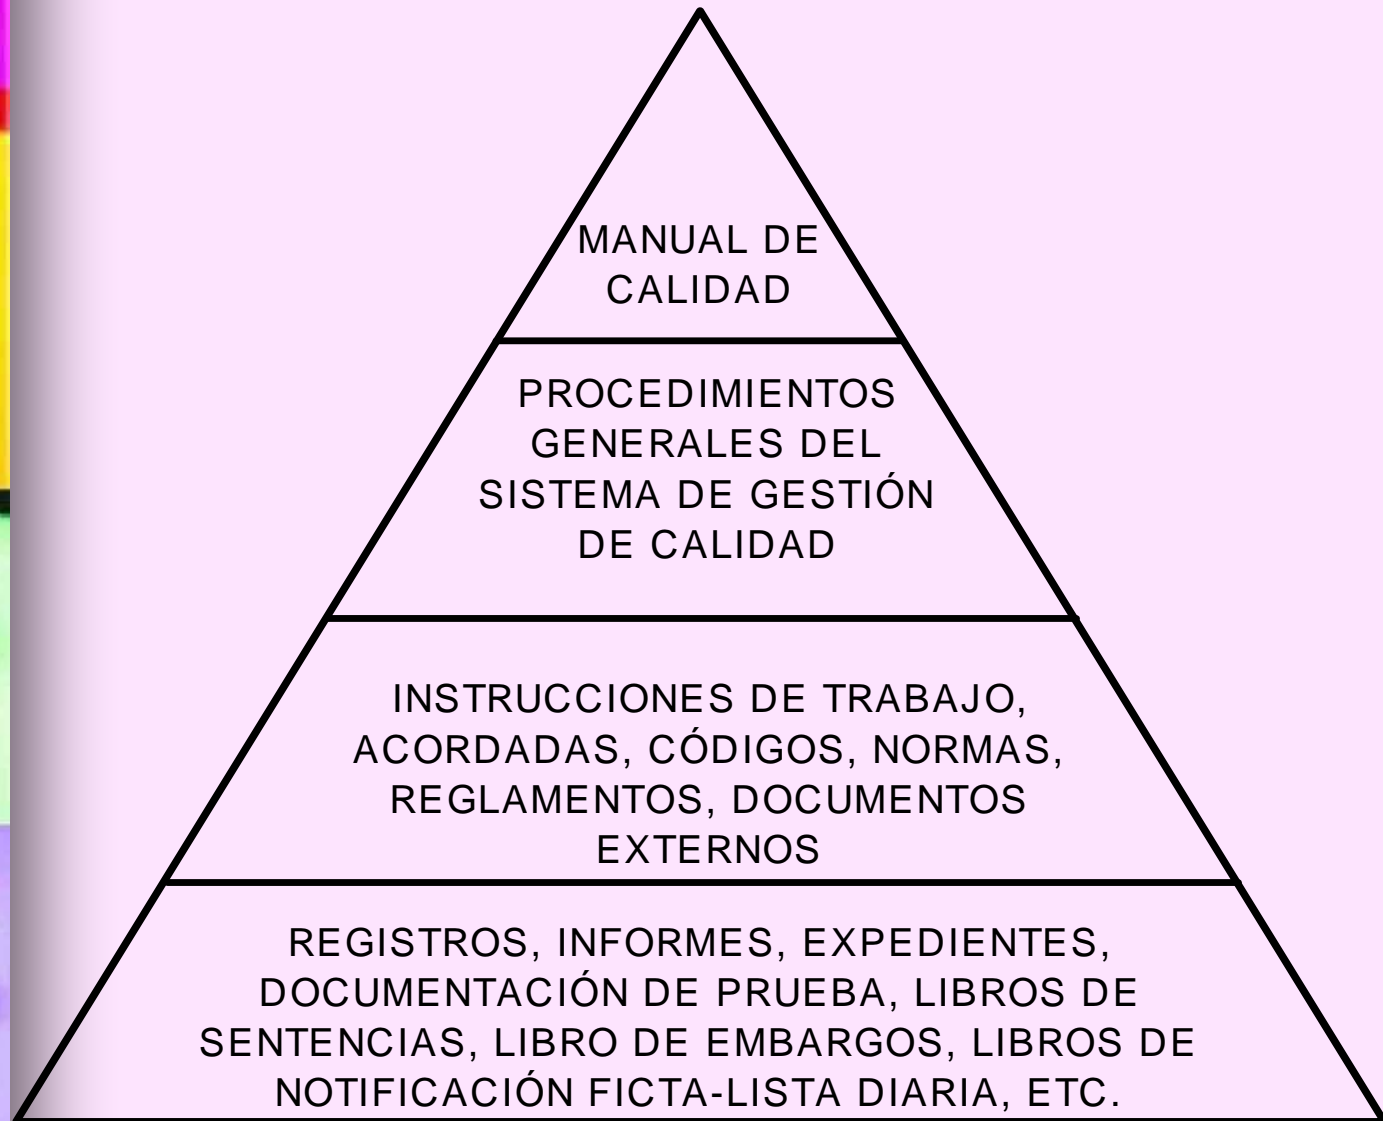 MANUAL DE
CALIDAD
PROCEDIMIENTOS
GENERALES DEL
SISTEMA DE GESTIÓN
DE CALIDAD
INSTRUCCIONES DE TRABAJO,
ACORDADAS, CÓDIGOS, NORMAS,
REGLAMENTOS, DOCUMENTOS
EXTERNOS
REGISTROS, INFORMES, EXPEDIENTES,
DOCUMENTACIÓN DE PRUEBA, LIBROS DE
SENTENCIAS, LIBRO DE EMBARGOS, LIBROS DE
NOTIFICACIÓN FICTA-LISTA DIARIA, ETC.